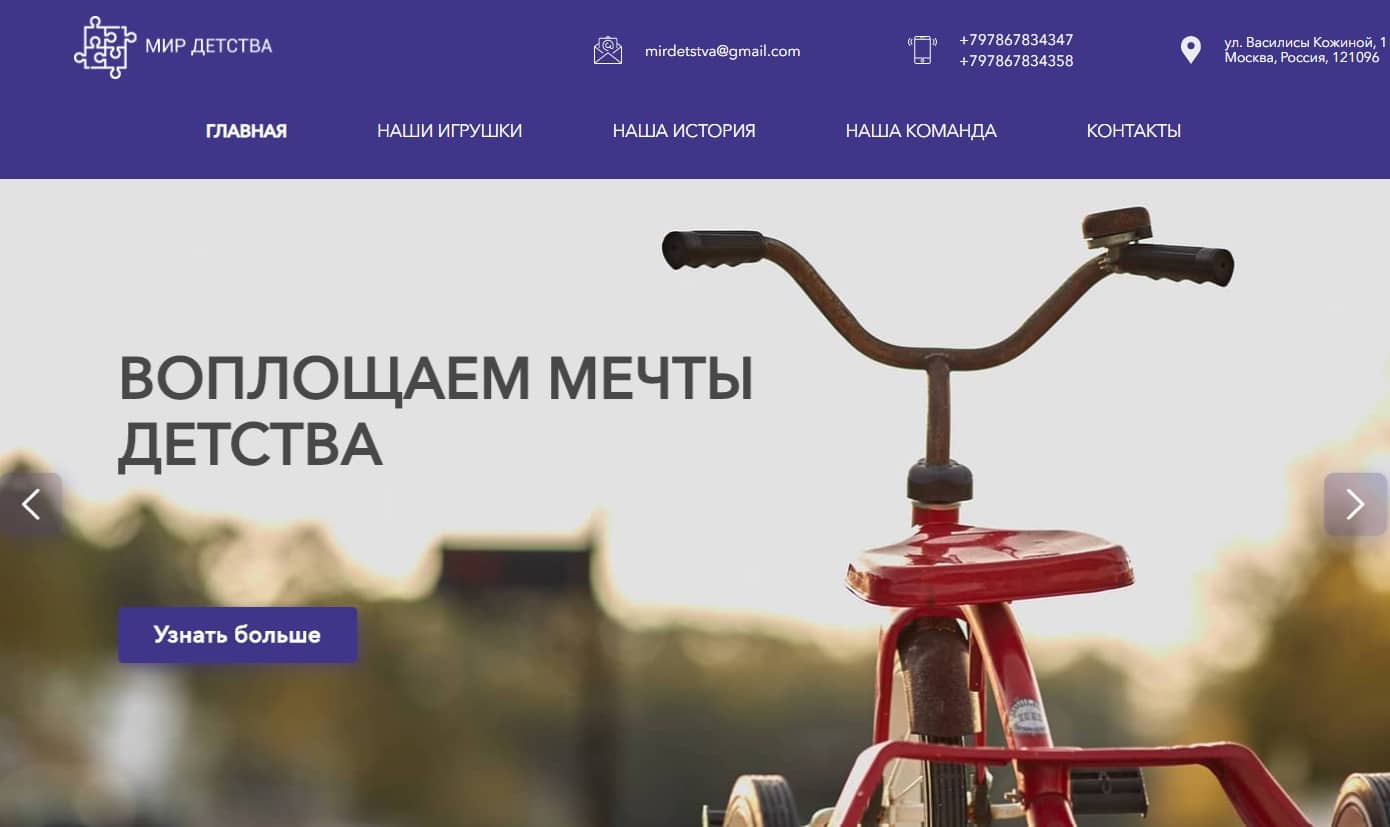 МИР ДЕТСТВА
mirdetstva@gmail.com
+797867834347
+797867834358
ул. Василисы Кожиной, 1
Москва, Россия, 121096
ГЛАВНАЯ
НАШИ ИГРУШКИ
НАША ИСТОРИЯ
НАША КОМАНДА
КОНТАКТЫ
ВОПЛОЩАЕМ МЕЧТЫ
ДЕТСТВА
Узнать больше